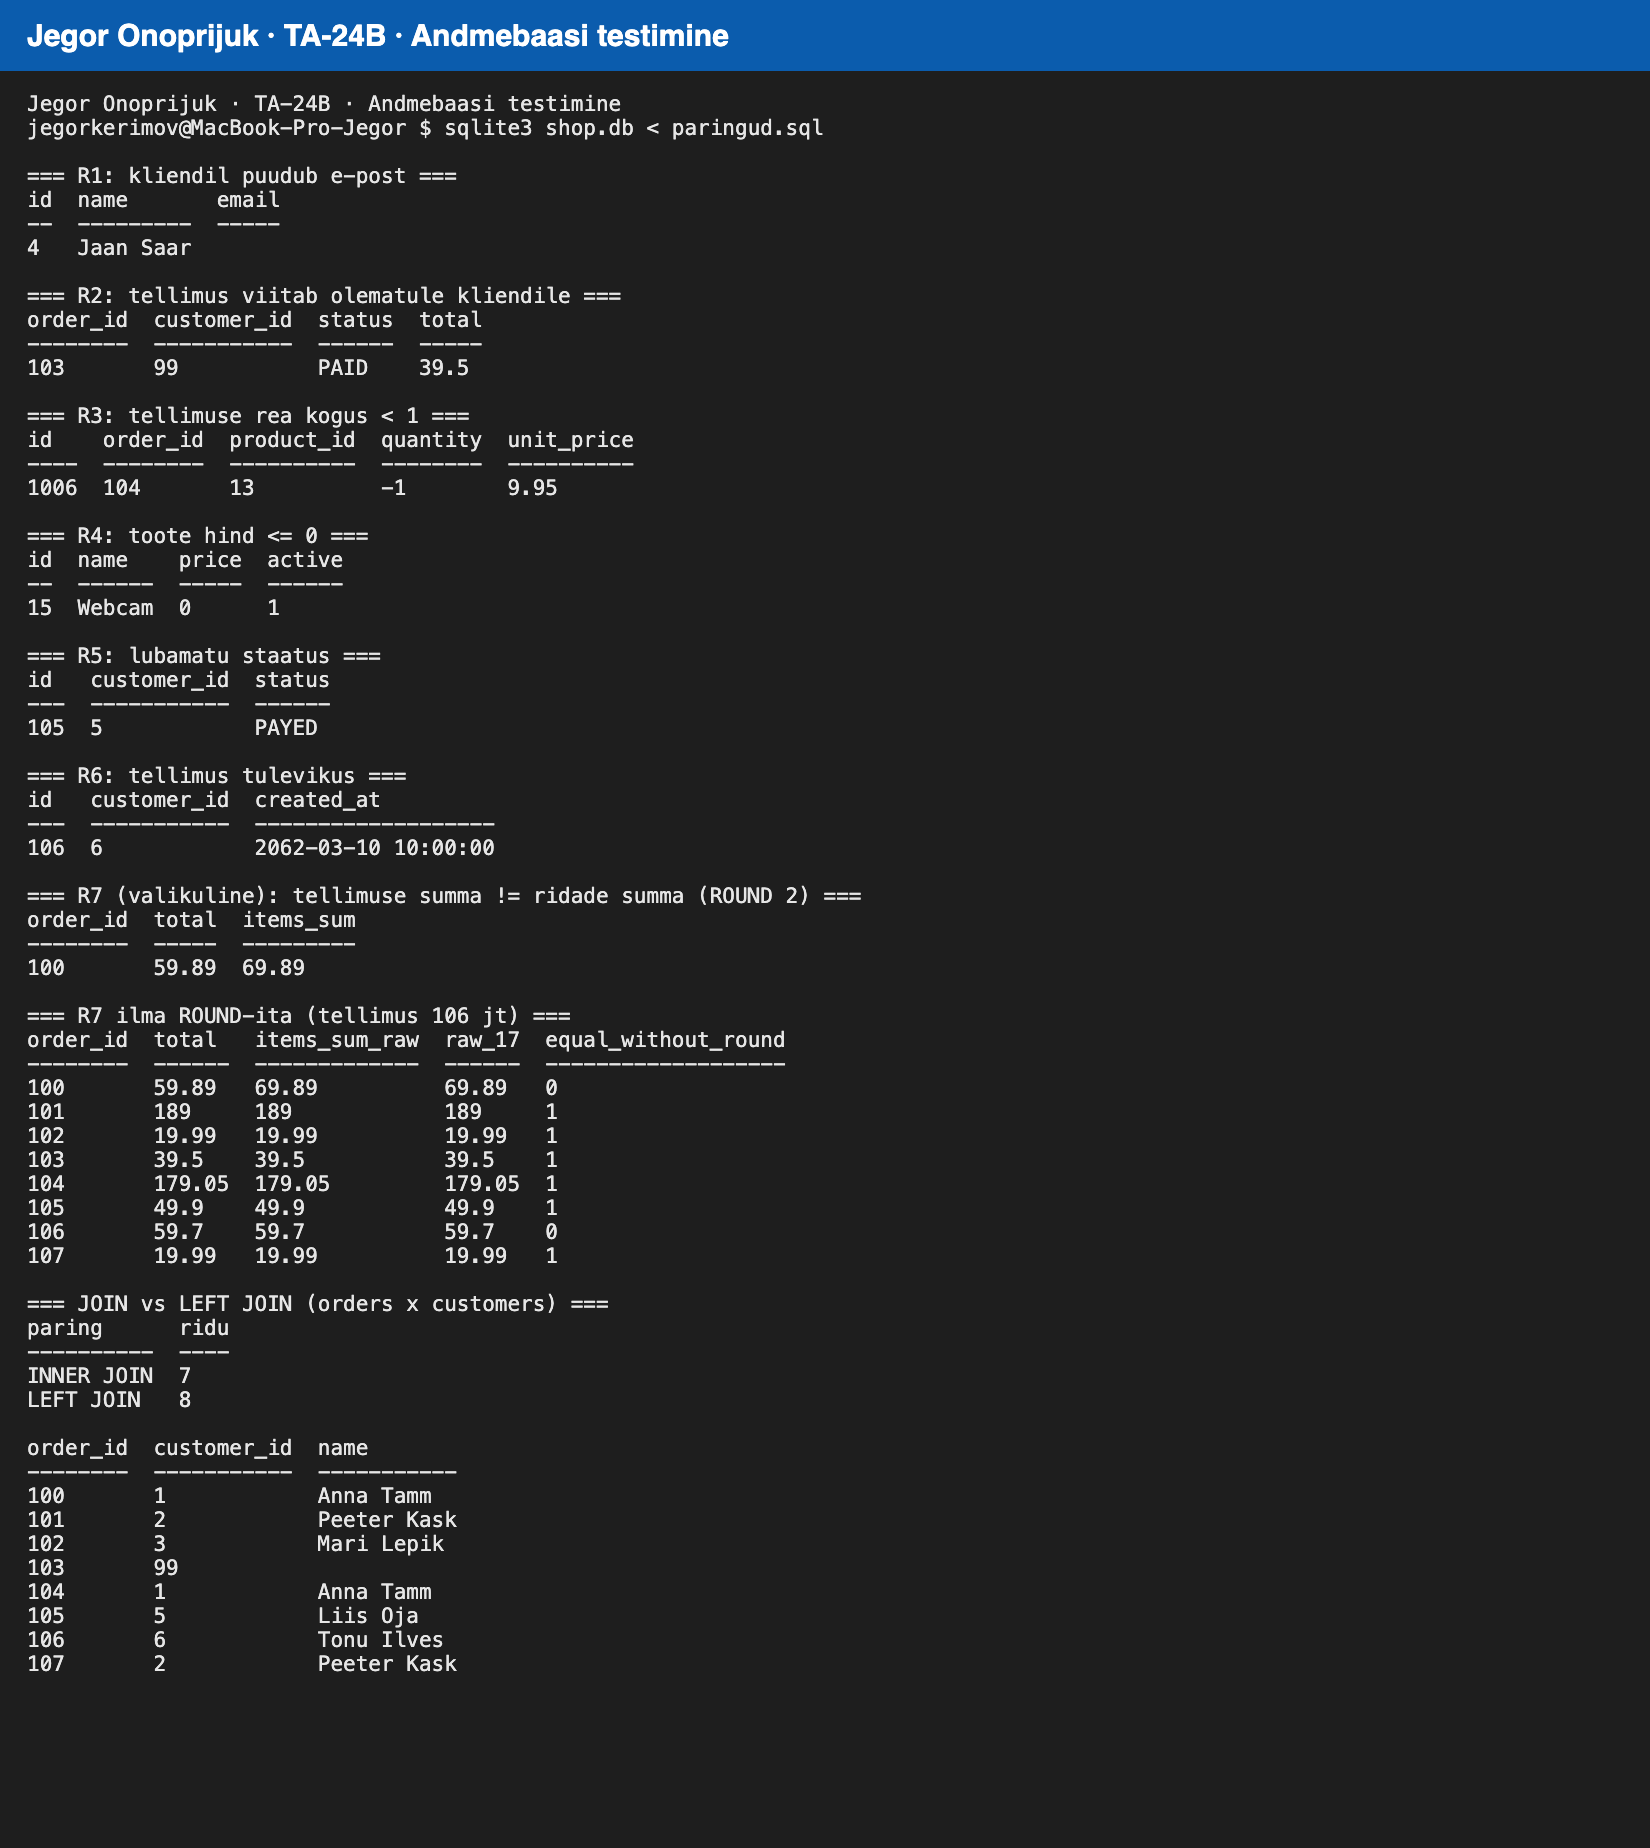 Jegor Onoprijuk · TA-24B · Andmebaasi testimine
Jegor Onoprijuk · TA-24B · Andmebaasi testimine
jegorkerimov@MacBook-Pro-Jegor $ sqlite3 shop.db < paringud.sql
=== R1: kliendil puudub e-post ===
id  name       email
--  ---------  -----
4   Jaan Saar
=== R2: tellimus viitab olematule kliendile ===
order_id  customer_id  status  total
--------  -----------  ------  -----
103       99           PAID    39.5
=== R3: tellimuse rea kogus < 1 ===
id    order_id  product_id  quantity  unit_price
----  --------  ----------  --------  ----------
1006  104       13          -1        9.95
=== R4: toote hind <= 0 ===
id  name    price  active
--  ------  -----  ------
15  Webcam  0      1
=== R5: lubamatu staatus ===
id   customer_id  status
---  -----------  ------
105  5            PAYED
=== R6: tellimus tulevikus ===
id   customer_id  created_at
---  -----------  -------------------
106  6            2062-03-10 10:00:00
=== R7 (valikuline): tellimuse summa != ridade summa (ROUND 2) ===
order_id  total  items_sum
--------  -----  ---------
100       59.89  69.89
=== R7 ilma ROUND-ita (tellimus 106 jt) ===
order_id  total   items_sum_raw  raw_17  equal_without_round
--------  ------  -------------  ------  -------------------
100       59.89   69.89          69.89   0
101       189     189            189     1
102       19.99   19.99          19.99   1
103       39.5    39.5           39.5    1
104       179.05  179.05         179.05  1
105       49.9    49.9           49.9    1
106       59.7    59.7           59.7    0
107       19.99   19.99          19.99   1
=== JOIN vs LEFT JOIN (orders x customers) ===
paring      ridu
----------  ----
INNER JOIN  7
LEFT JOIN   8
order_id  customer_id  name
--------  -----------  -----------
100       1            Anna Tamm
101       2            Peeter Kask
102       3            Mari Lepik
103       99
104       1            Anna Tamm
105       5            Liis Oja
106       6            Tonu Ilves
107       2            Peeter Kask